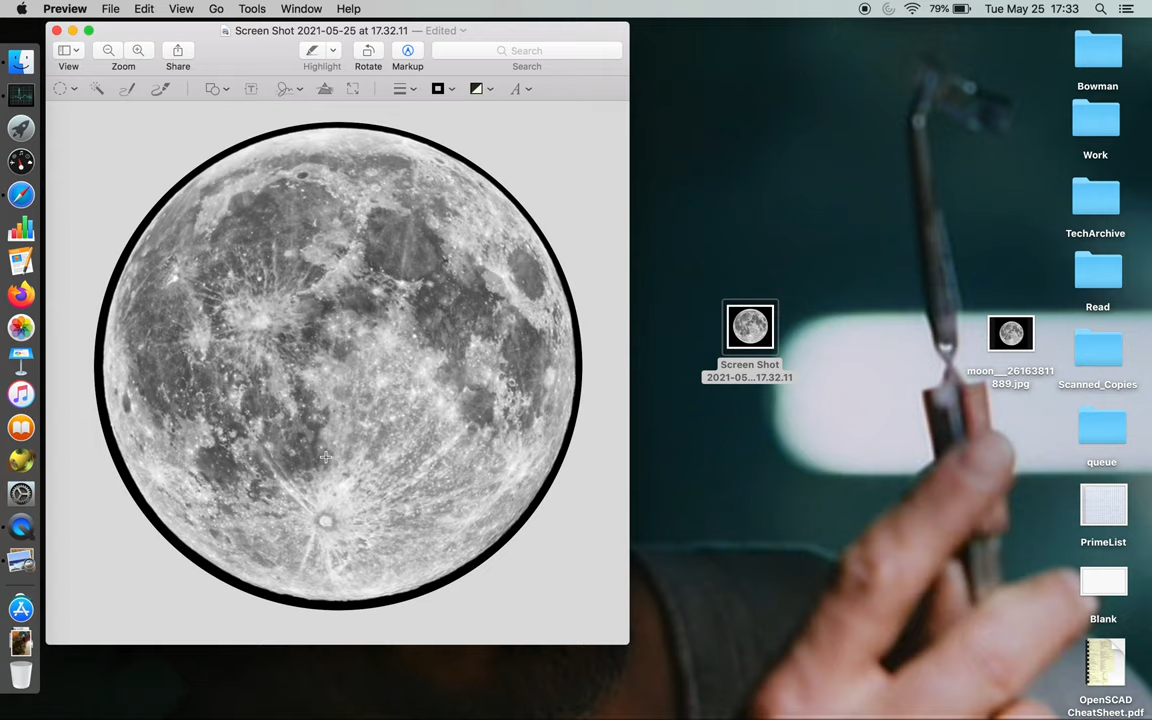 Preview File Edit View Go Tools Window Help 79% Tue May 25 17:33
Screen Shot 2021-05-25 at 17.32.11 — Edited
Search
View Zoom Share Highlight Rotate Markup Search
Bowman
Work
TechArchive
Read
Screen Shot
2021-05...17.32.11
moon___26163811
889.jpg
Scanned_Copies
queue
PrimeList
Blank
OpenSCAD
CheatSheet.pdf